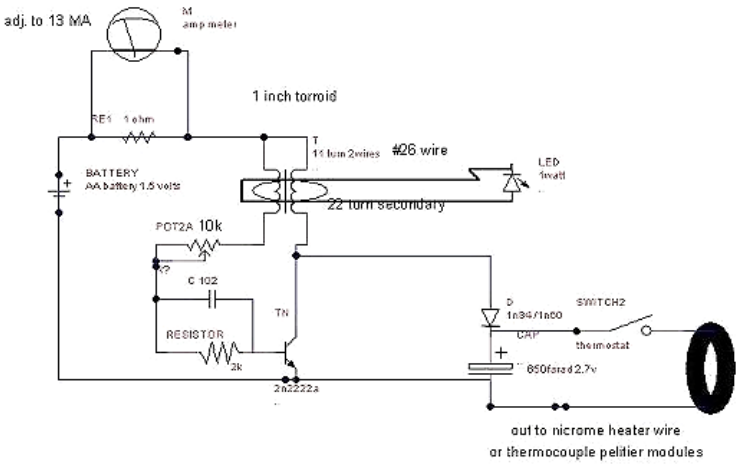 adj. to 13 MA
M
amp meter
1 inch torroid
RE1 1 ohm
T
11 turn 2wires
#26 wire
BATTERY
AA battery 1.5 volts
LED
1watt
22 turn secondary
POT2A 10k
C 102
TN
RESISTOR
2k
2n2222a
D
1n34/1n60
SWITCH2
CAP
thermostat
650farad 2.7v
out to nicrome heater wire
or thermocouple peltier modules